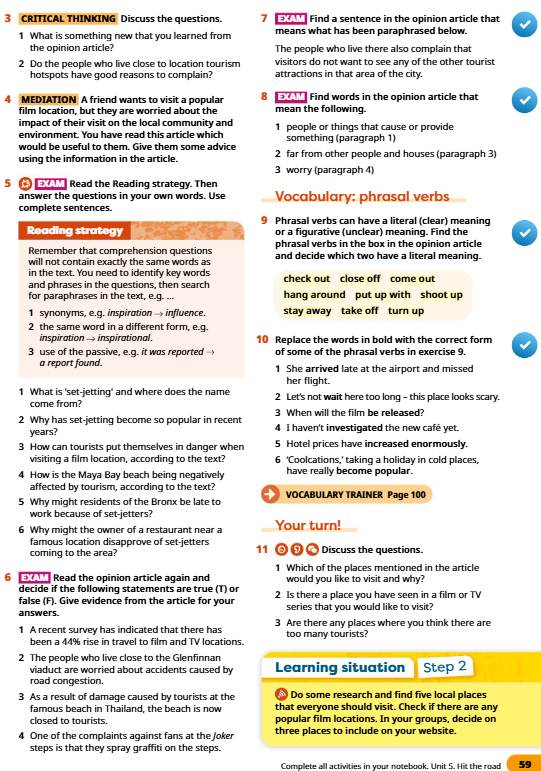 3 CRITICAL THINKING Discuss the questions.
1 What is something new that you learned from
the opinion article?
2 Do the people who live close to location tourism
hotspots have good reasons to complain?
4 MEDIATION A friend wants to visit a popular
film location, but they are worried about the
impact of their visit on the local community and
environment. You have read this article which
would be useful to them. Give them some advice
using the information in the article.
5 EXAM Read the Reading strategy. Then
answer the questions in your own words. Use
complete sentences.
Reading strategy
Remember that comprehension questions
will not contain exactly the same words as
in the text. You need to identify key words
and phrases in the questions, then search
for paraphrases in the text, e.g. ...
1 synonyms, e.g. inspiration → influence.
2 the same word in a different form, e.g.
inspiration → inspirational.
3 use of the passive, e.g. it was reported →
a report found.
1 What is 'set-jetting' and where does the name
come from?
2 Why has set-jetting become so popular in recent
years?
3 How can tourists put themselves in danger when
visiting a film location, according to the text?
4 How is the Maya Bay beach being negatively
affected by tourism, according to the text?
5 Why might residents of the Bronx be late to
work because of set-jetters?
6 Why might the owner of a restaurant near a
famous location disapprove of set-jetters
coming to the area?
6 EXAM Read the opinion article again and
decide if the following statements are true (T) or
false (F). Give evidence from the article for your
answers.
1 A recent survey has indicated that there has
been a 44% rise in travel to film and TV locations.
2 The people who live close to the Glenfinnan
viaduct are worried about accidents caused by
road congestion.
3 As a result of damage caused by tourists at the
famous beach in Thailand, the beach is now
closed to tourists.
4 One of the complaints against fans at the Joker
steps is that they spray graffiti on the steps.
7 EXAM Find a sentence in the opinion article that
means what has been paraphrased below.
The people who live there also complain that
visitors do not want to see any of the other tourist
attractions in that area of the city.
8 EXAM Find words in the opinion article that
mean the following.
1 people or things that cause or provide
something (paragraph 1)
2 far from other people and houses (paragraph 3)
3 worry (paragraph 4)
Vocabulary: phrasal verbs
9 Phrasal verbs can have a literal (clear) meaning
or a figurative (unclear) meaning. Find the
phrasal verbs in the box in the opinion article
and decide which two have a literal meaning.
check out close off come out
hang around put up with shoot up
stay away take off turn up
10 Replace the words in bold with the correct form
of some of the phrasal verbs in exercise 9.
1 She arrived late at the airport and missed
her flight.
2 Let's not wait here too long – this place looks scary.
3 When will the film be released?
4 I haven't investigated the new café yet.
5 Hotel prices have increased enormously.
6 'Coolcations,' taking a holiday in cold places,
have really become popular.
VOCABULARY TRAINER Page 100
Your turn!
11 Discuss the questions.
1 Which of the places mentioned in the article
would you like to visit and why?
2 Is there a place you have seen in a film or TV
series that you would like to visit?
3 Are there any places where you think there are
too many tourists?
Learning situation Step 2
Do some research and find five local places
that everyone should visit. Check if there are any
popular film locations. In your groups, decide on
three places to include on your website.
Complete all activities in your notebook. Unit 5. Hit the road 59